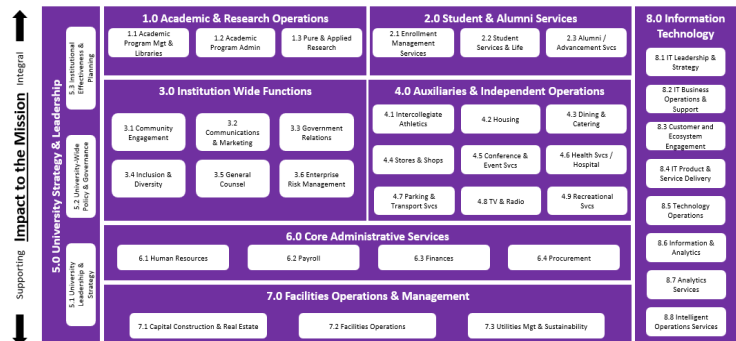 Integral
Impact to the Mission
Supporting
5.0 University Strategy & Leadership
5.3 Institutional
Effectiveness &
Planning
5.2 University-Wide
Policy & Governance
5.1 University
Leadership &
Strategy
1.0 Academic & Research Operations
1.1 Academic
Program Mgt &
Libraries
1.2 Academic
Program Admin
1.3 Pure & Applied
Research
2.0 Student & Alumni Services
2.1 Enrollment
Management
Services
2.2 Student
Services & Life
2.3 Alumni /
Advancement Svcs
3.0 Institution Wide Functions
3.1 Community
Engagement
3.2
Communications
& Marketing
3.3 Government
Relations
3.4 Inclusion &
Diversity
3.5 General
Counsel
3.6 Enterprise
Risk Management
4.0 Auxiliaries & Independent Operations
4.1 Intercollegiate
Athletics
4.2 Housing
4.3 Dining &
Catering
4.4 Stores & Shops
4.5 Conference &
Event Svcs
4.6 Health Svcs /
Hospital
4.7 Parking &
Transport Svcs
4.8 TV & Radio
4.9 Recreational
Svcs
6.0 Core Administrative Services
6.1 Human Resources
6.2 Payroll
6.3 Finances
6.4 Procurement
7.0 Facilities Operations & Management
7.1 Capital Construction & Real Estate
7.2 Facilities Operations
7.3 Utilities Mgt & Sustainability
8.0 Information
Technology
8.1 IT Leadership &
Strategy
8.2 IT Business
Operations &
Support
8.3 Customer and
Ecosystem
Engagement
8.4 IT Product &
Service Delivery
8.5 Technology
Operations
8.6 Information &
Analytics
8.7 Analytics
Services
8.8 Intelligent
Operations Services